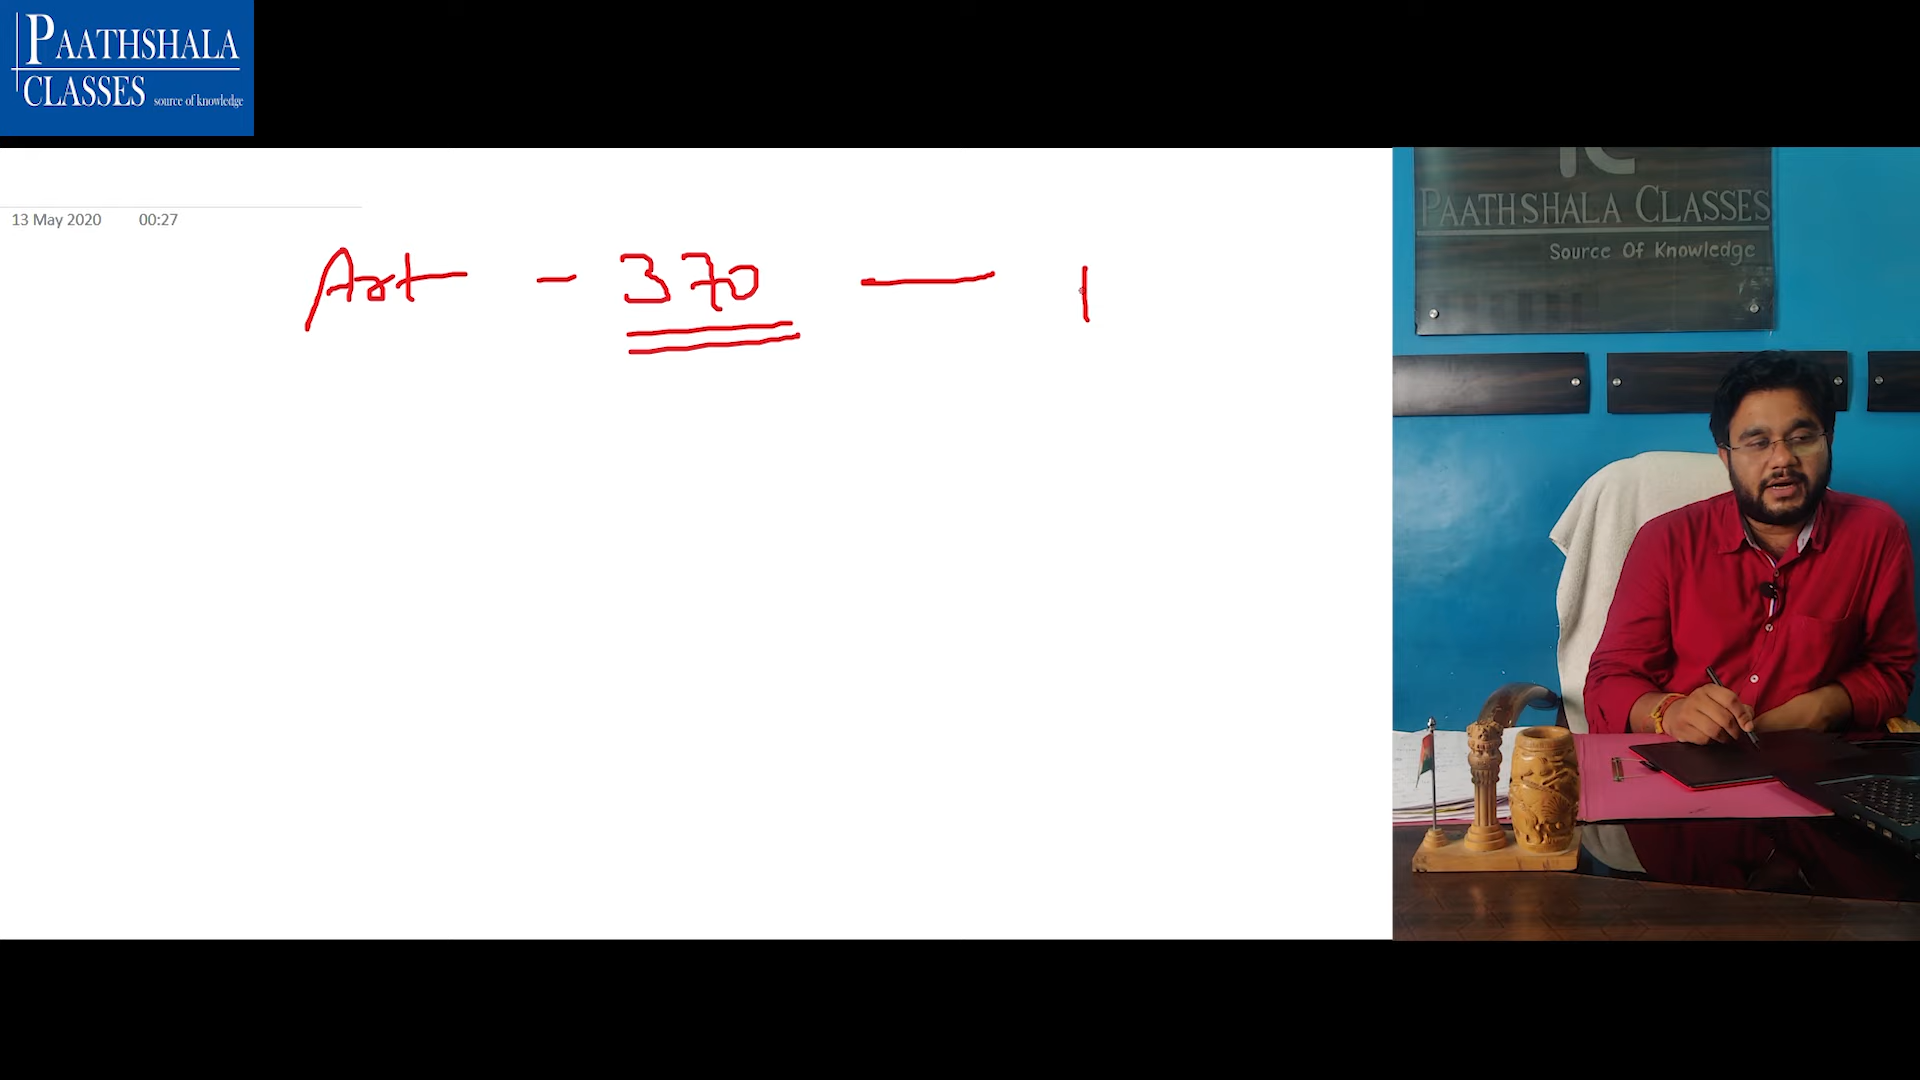 PAATHSHALA
CLASSES source of knowledge
PAATHSHALA CLASSES
Source Of Knowledge
13 May 2020 00:27
Art - 370 — 1